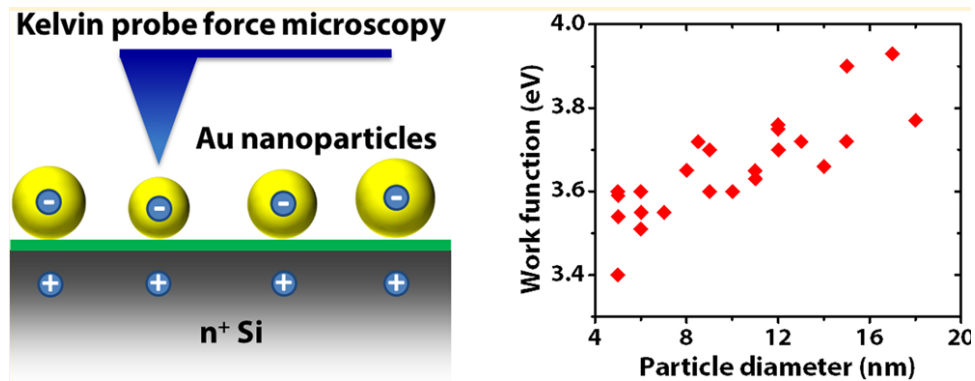 Kelvin probe force microscopy
Au nanoparticles
- - - -
+ + + +
n⁺ Si
Work function (eV)
4.0
3.8
3.6
3.4
4 8 12 16 20
Particle diameter (nm)